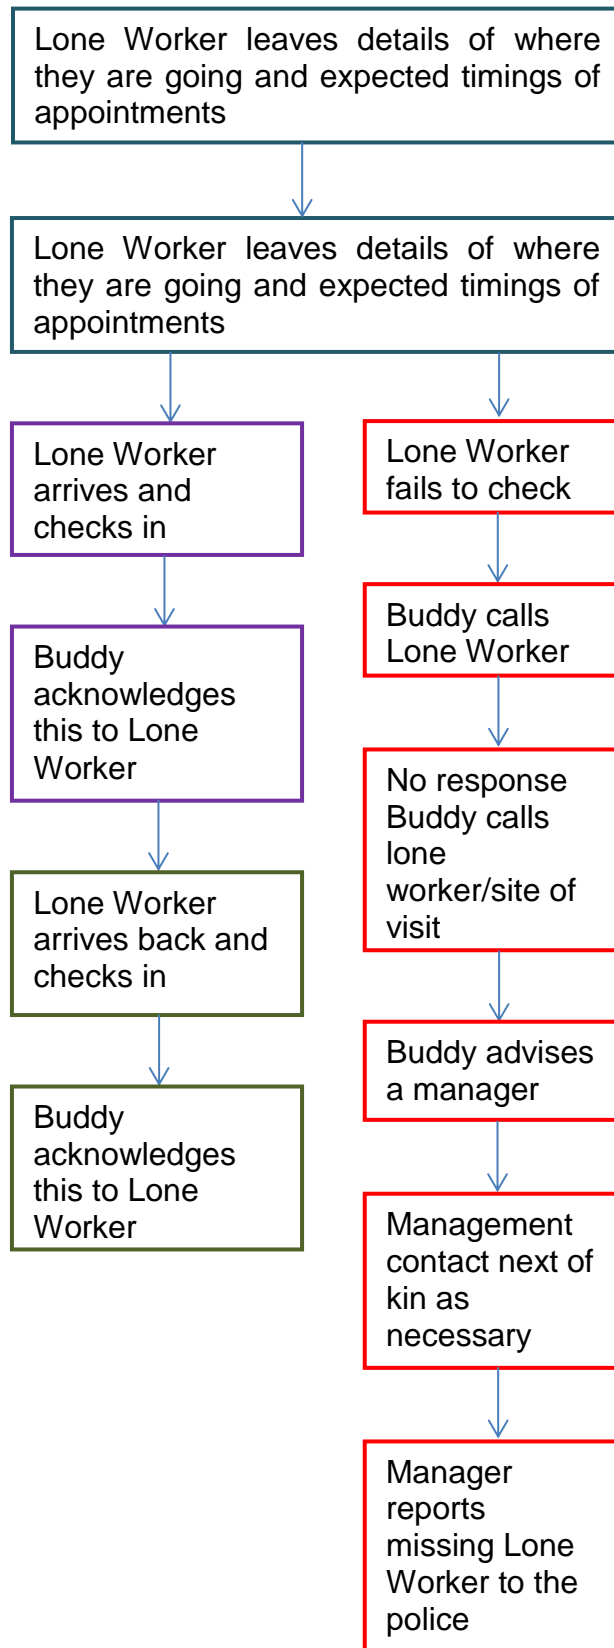 Lone Worker leaves details of where
they are going and expected timings of
appointments
Lone Worker leaves details of where
they are going and expected timings of
appointments
Lone Worker
arrives and
checks in
Buddy
acknowledges
this to Lone
Worker
Lone Worker
arrives back and
checks in
Buddy
acknowledges
this to Lone
Worker
Lone Worker
fails to check
Buddy calls
Lone Worker
No response
Buddy calls
lone
worker/site of
visit
Buddy advises
a manager
Management
contact next of
kin as
necessary
Manager
reports
missing Lone
Worker to the
police